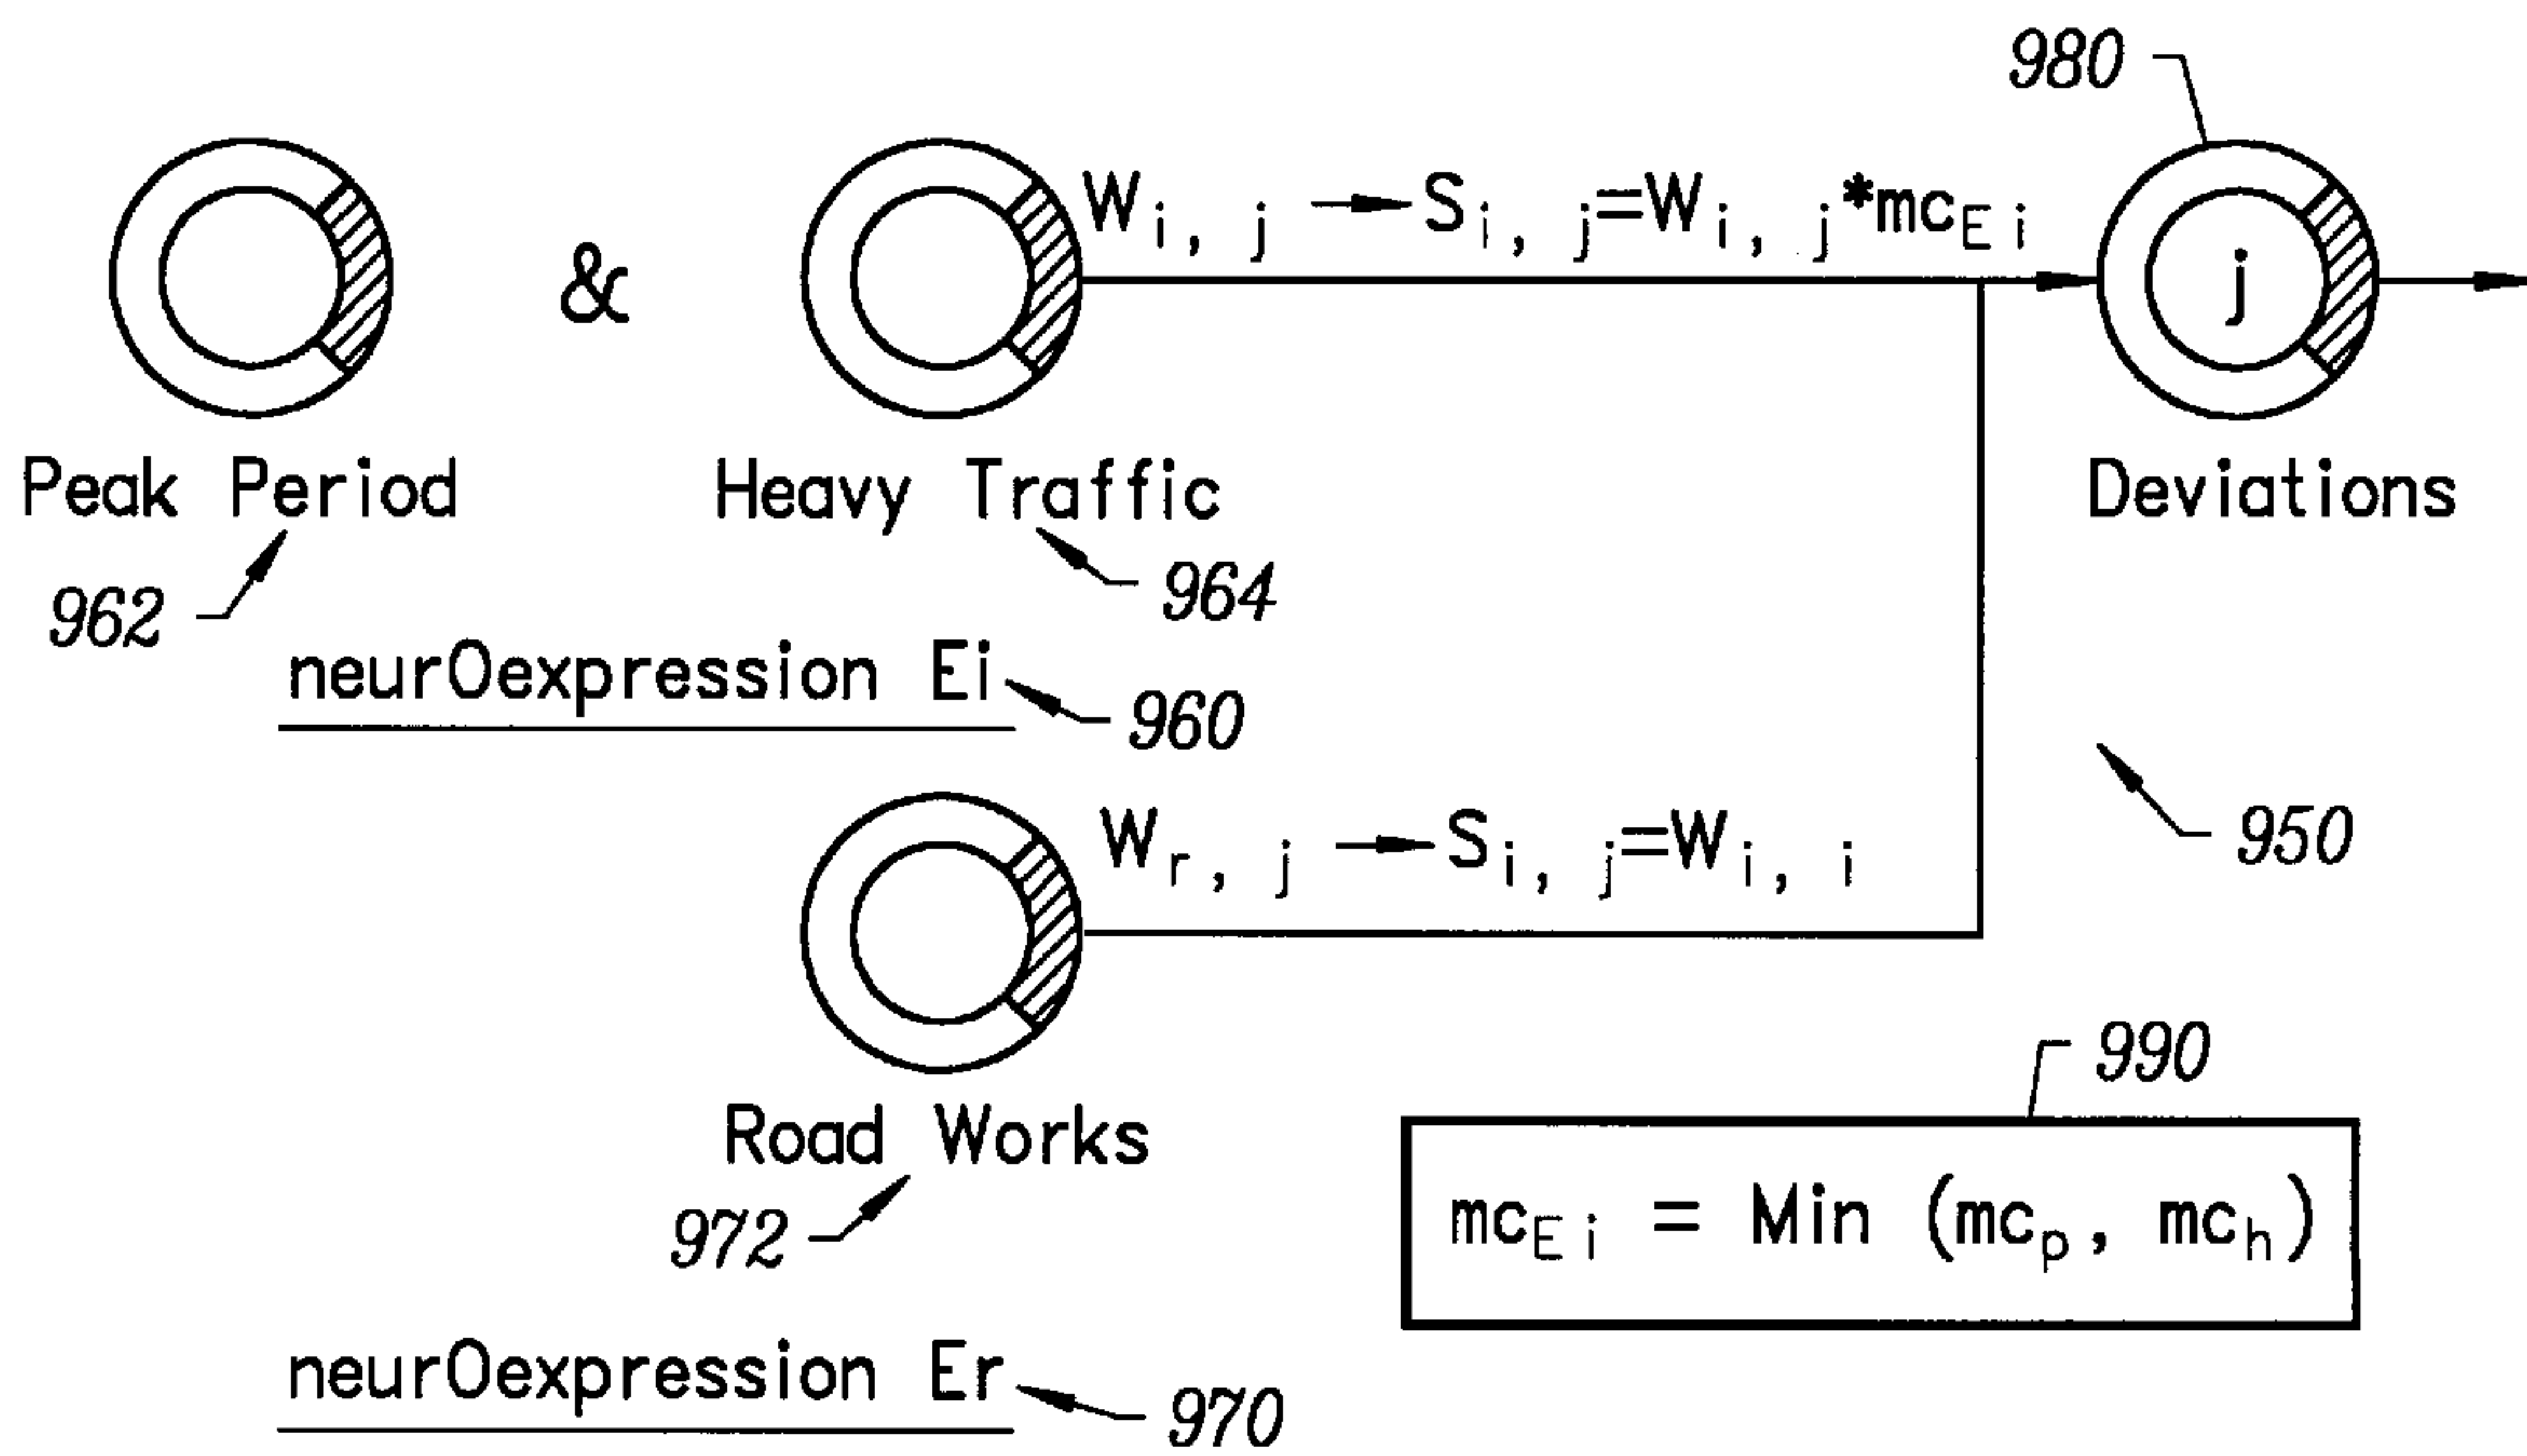 980
W i, j → S i, j=W i, j*mc E i
&
j
Peak Period
Heavy Traffic
Deviations
962
964
neurOexpression Ei
960
W r, j → S i, j=W i, i
950
990
Road Works
mc E i = Min (mc p, mc h)
972
neurOexpression Er
970